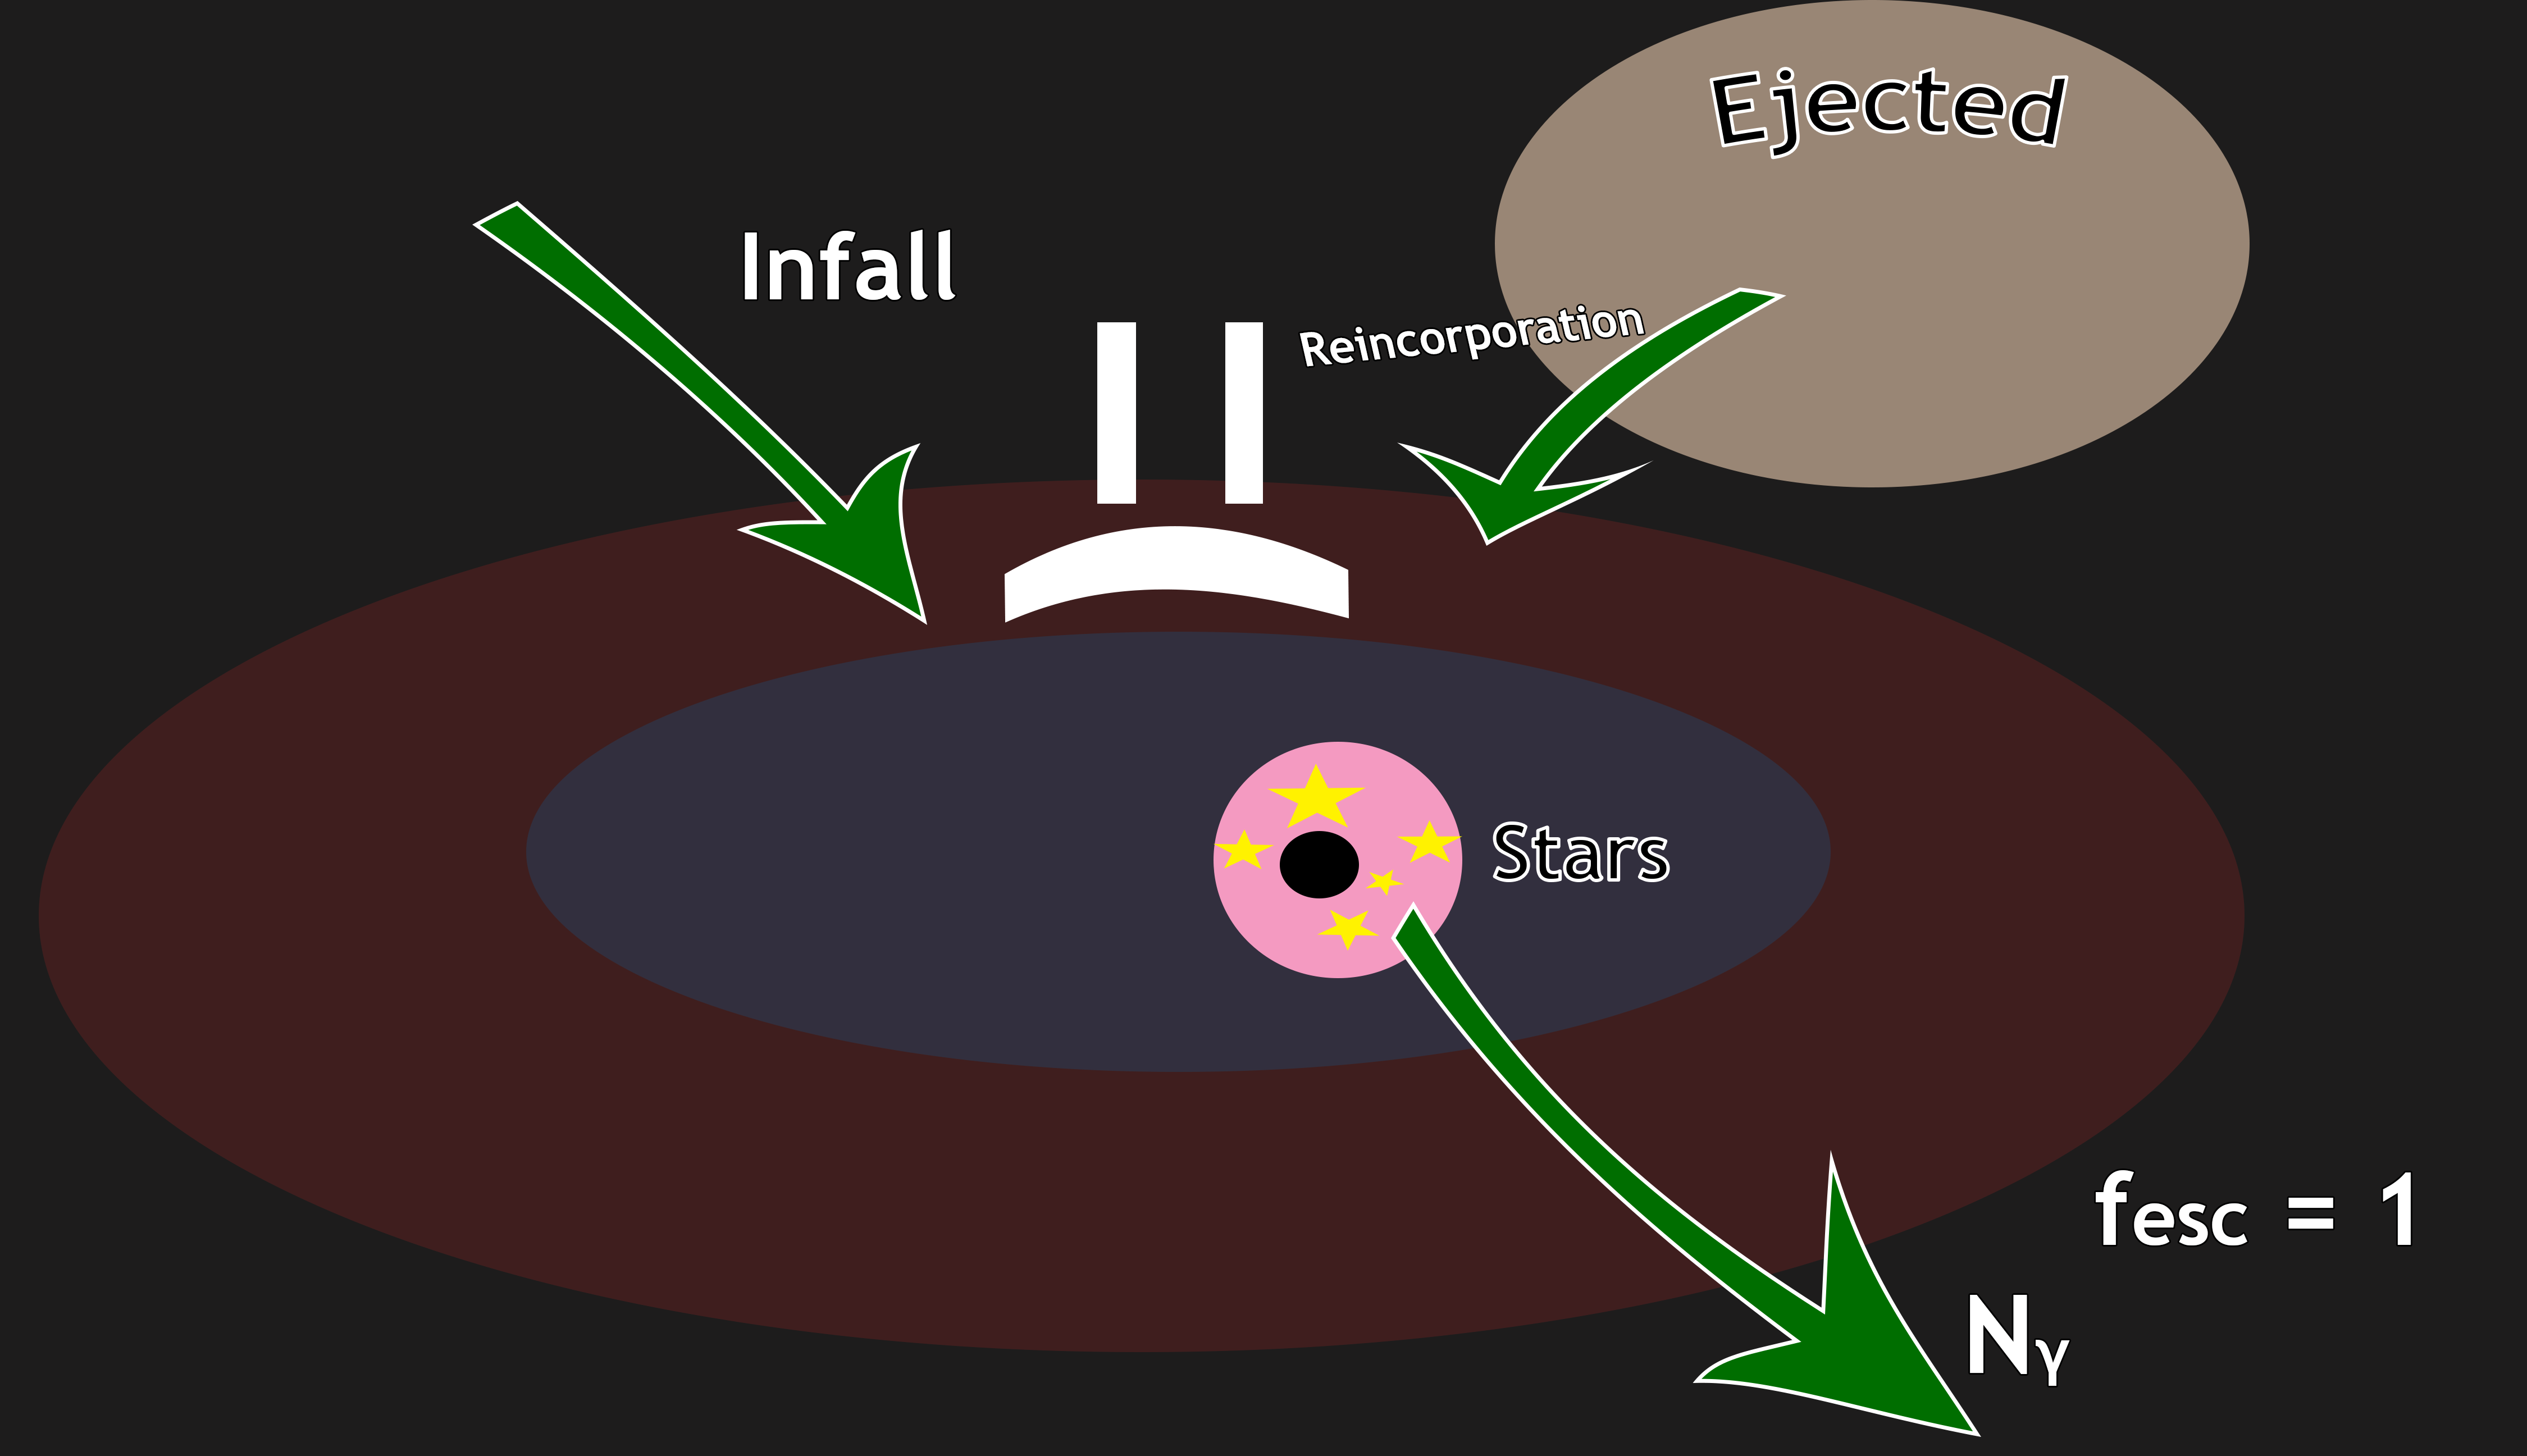 Ejected
Infall
Reincorporation
Stars
fesc = 1
Nγ